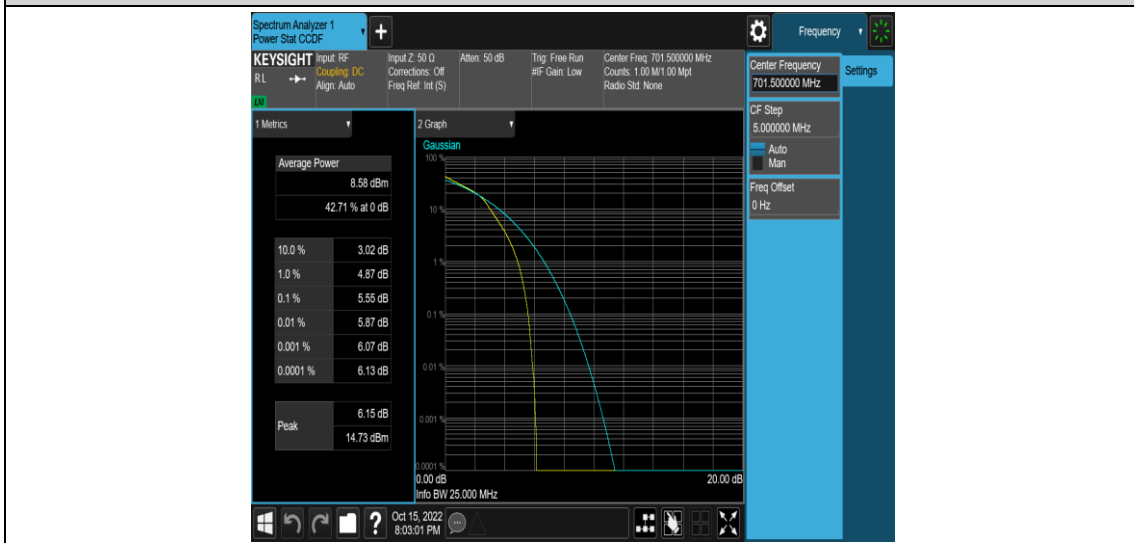 Spectrum Analyzer 1
Power Stat CCDF
Frequency
KEYSIGHT
RL
LXI
Input: RF
Coupling: DC
Align: Auto
Input Z: 50 Ω
Corrections: Off
Freq Ref: Int (S)
Atten: 50 dB
Trig: Free Run
#IF Gain: Low
Center Freq: 701.500000 MHz
Counts: 1.00 M/1.00 Mpt
Radio Std: None
Center Frequency
701.500000 MHz
Settings
CF Step
5.000000 MHz
Auto
Man
Freq Offset
0 Hz
1 Metrics
Average Power
8.58 dBm
42.71 % at 0 dB
10.0 % 3.02 dB
1.0 % 4.87 dB
0.1 % 5.55 dB
0.01 % 5.87 dB
0.001 % 6.07 dB
0.0001 % 6.13 dB
Peak
6.15 dB
14.73 dBm
2 Graph
Gaussian
100 %
10 %
1 %
0.1 %
0.01 %
0.001 %
0.0001 %
0.00 dB 20.00 dB
Info BW 25.000 MHz
Oct 15, 2022
8:03:01 PM